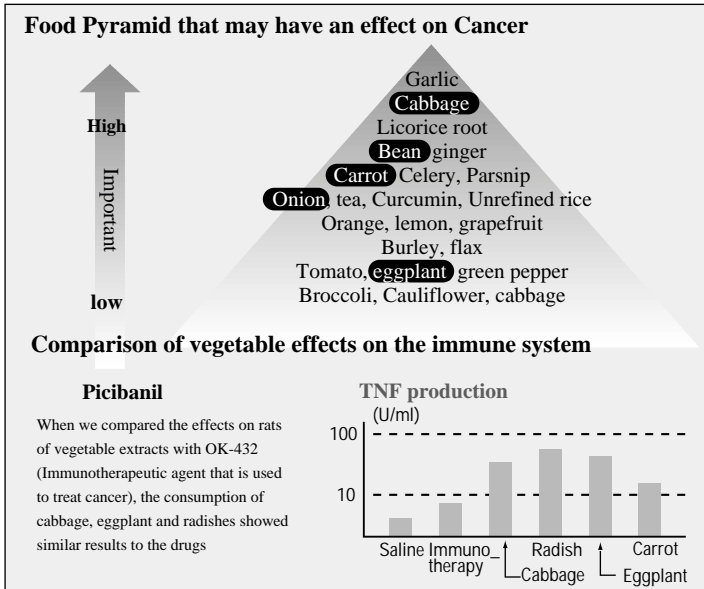 Food Pyramid that may have an effect on Cancer
High
Important
low
Garlic
Cabbage
Licorice root
Bean ginger
Carrot Celery, Parsnip
Onion, tea, Curcumin, Unrefined rice
Orange, lemon, grapefruit
Burley, flax
Tomato, eggplant green pepper
Broccoli, Cauliflower, cabbage
Comparison of vegetable effects on the immune system
Picibanil
When we compared the effects on rats
of vegetable extracts with OK-432
(Immunotherapeutic agent that is used
to treat cancer), the consumption of
cabbage, eggplant and radishes showed
similar results to the drugs
TNF production
(U/ml)
100
10
Saline Immuno_ Radish Carrot
therapy Cabbage Eggplant